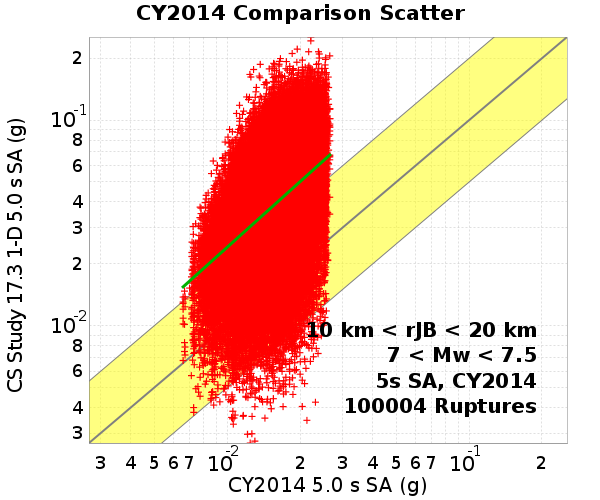 CY2014 Comparison Scatter
CS Study 17.3 1-D 5.0 s SA (g)
2
10^-1
8
6
4
3
2
10^-2
8
6
4
3
10 km < rJB < 20 km
7 < Mw < 7.5
5s SA, CY2014
100004 Ruptures
3 4 5 6 7 10^-2 2 3 4 5 6 7 10^-1 2
CY2014 5.0 s SA (g)